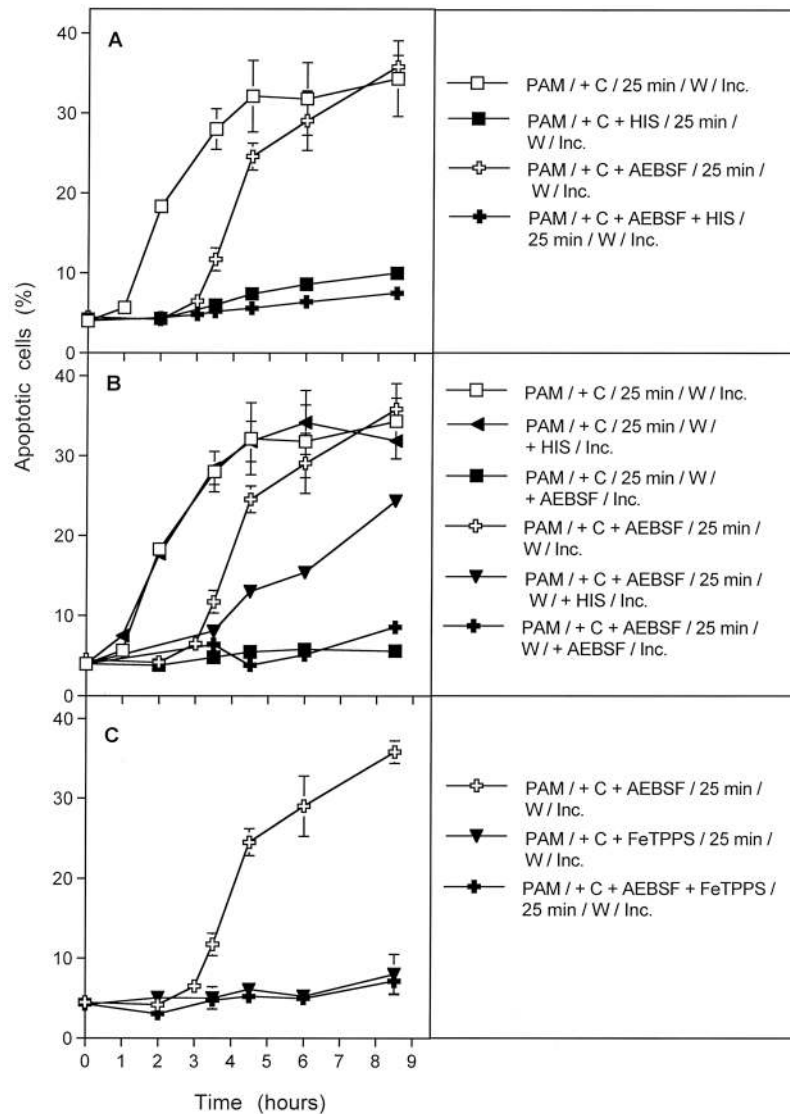 A
40
30
20
10
0
PAM / + C / 25 min / W / Inc.
PAM / + C + HIS / 25 min /
W / Inc.
PAM / + C + AEBSF / 25 min /
W / Inc.
PAM / + C + AEBSF + HIS /
25 min / W / Inc.
Apoptotic cells (%)
B
40
30
20
10
0
PAM / + C / 25 min / W / Inc.
PAM / + C / 25 min / W /
+ HIS / Inc.
PAM / + C / 25 min / W /
+ AEBSF / Inc.
PAM / + C + AEBSF / 25 min /
W / Inc.
PAM / + C + AEBSF / 25 min /
W / + HIS / Inc.
PAM / + C + AEBSF / 25 min /
W / + AEBSF / Inc.
C
40
30
20
10
0
PAM / + C + AEBSF / 25 min /
W / Inc.
PAM / + C + FeTPPS / 25 min /
W / Inc.
PAM / + C + AEBSF + FeTPPS /
25 min / W / Inc.
0 1 2 3 4 5 6 7 8 9
Time (hours)